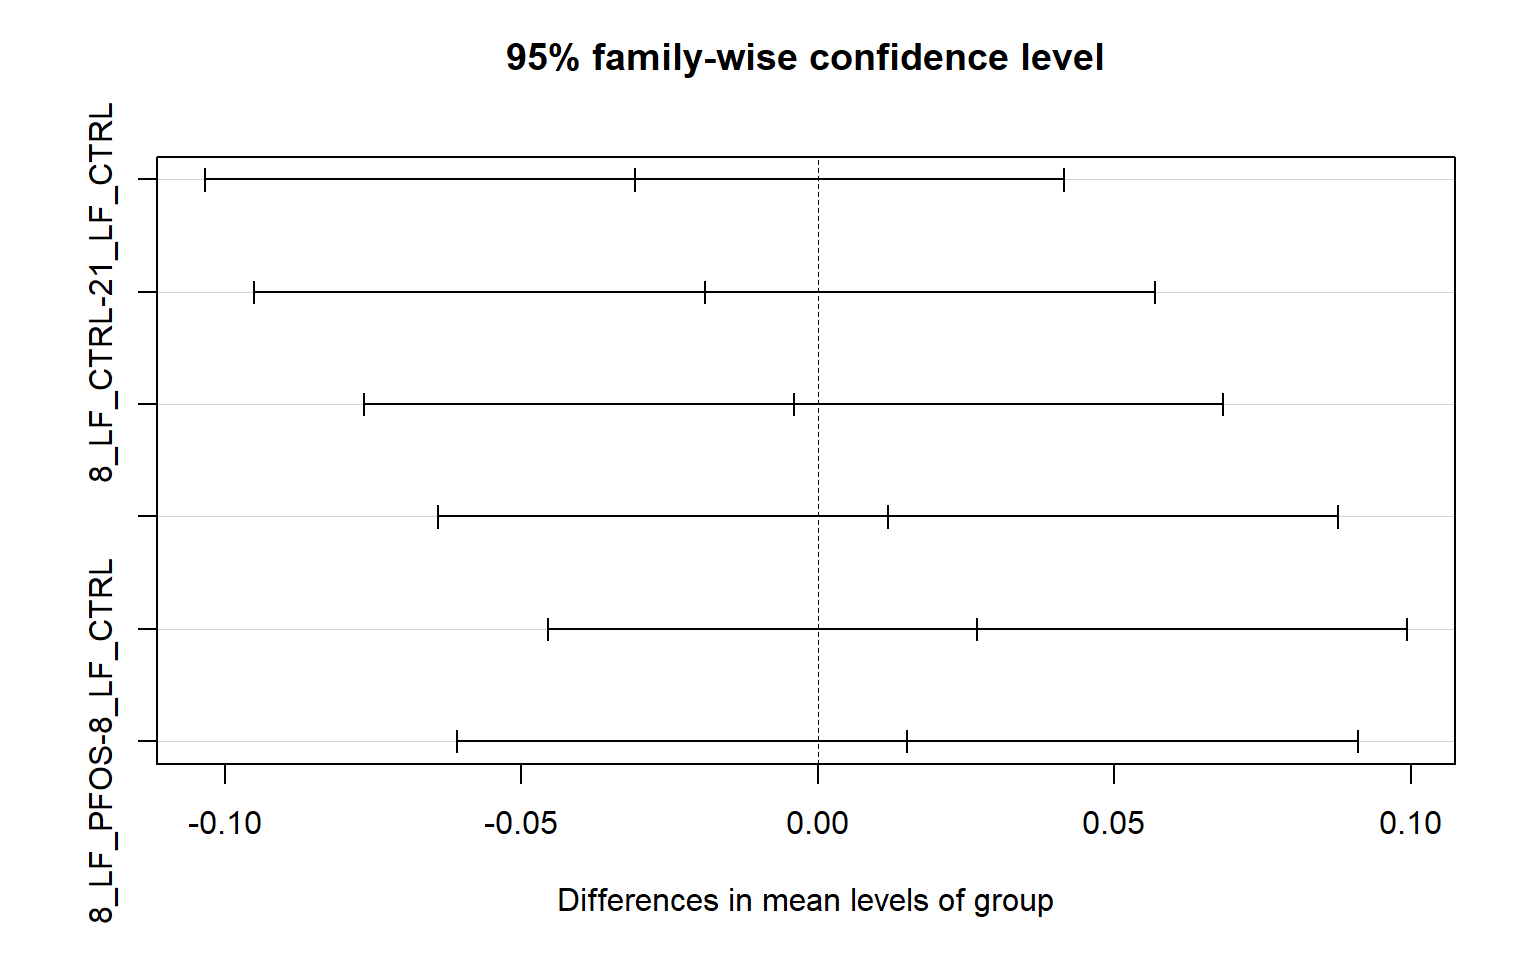 95% family-wise confidence level
8_LF_CTRL-21_LF_CTRL
8_LF_PFOS-8_LF_CTRL
-0.10
-0.05
0.00
0.05
0.10
Differences in mean levels of group